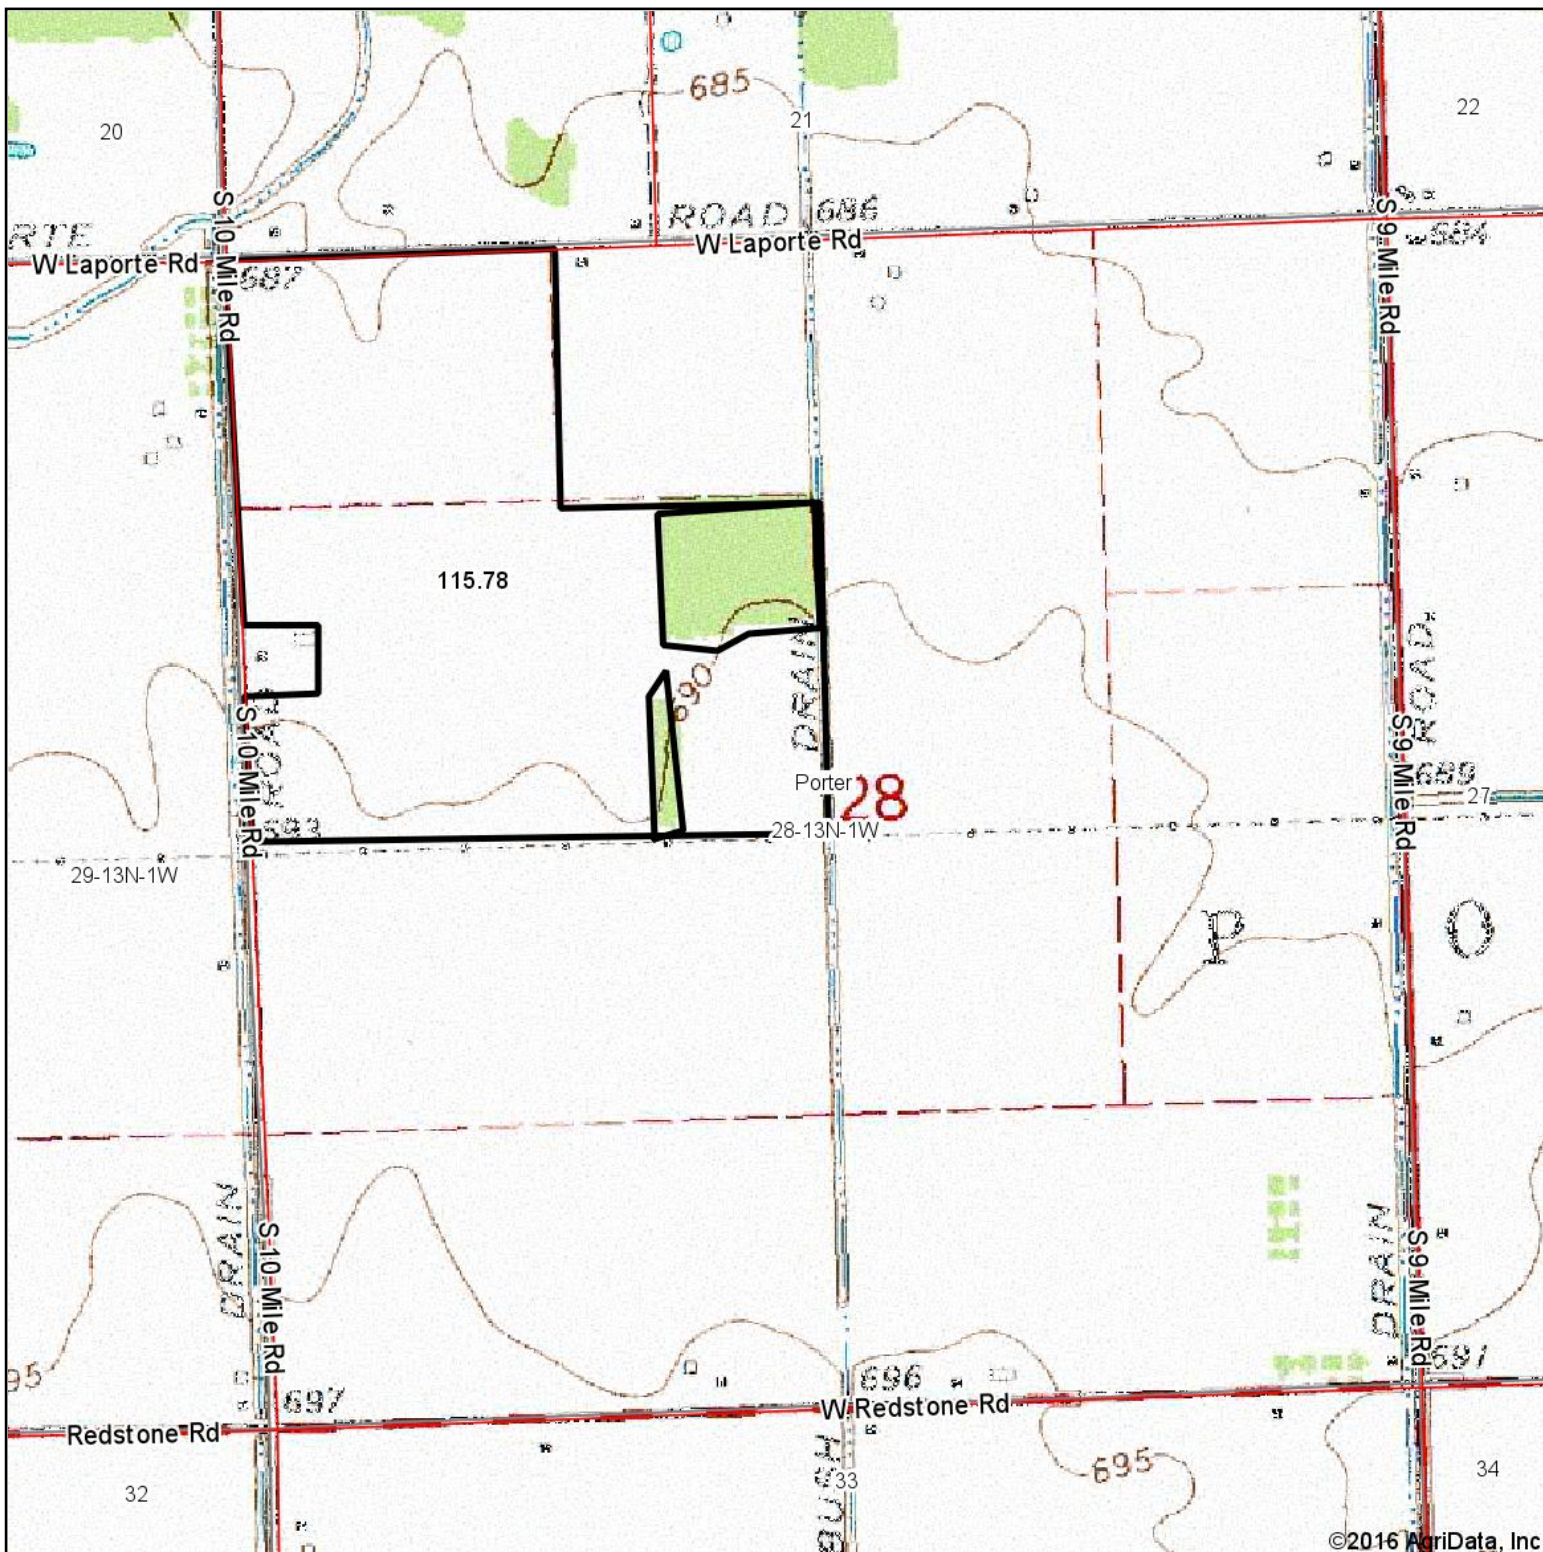 685
20
21
22
S 10 Mile Rd
S 9 Mile Rd
ROAD
686
RTE
W Laporte Rd
W Laporte Rd
684
687
115.78
DRAIN
690
ROAD
S 10 Mile Rd
S 9 Mile Rd
689
Porter
28
27
693
28-13N-1W
29-13N-1W
P
O
DRAIN
DRAIN
S 10 Mile Rd
S 9 Mile Rd
95
697
696
691
Redstone Rd
W Redstone Rd
695
32
33
34
©2016 AgriData, Inc